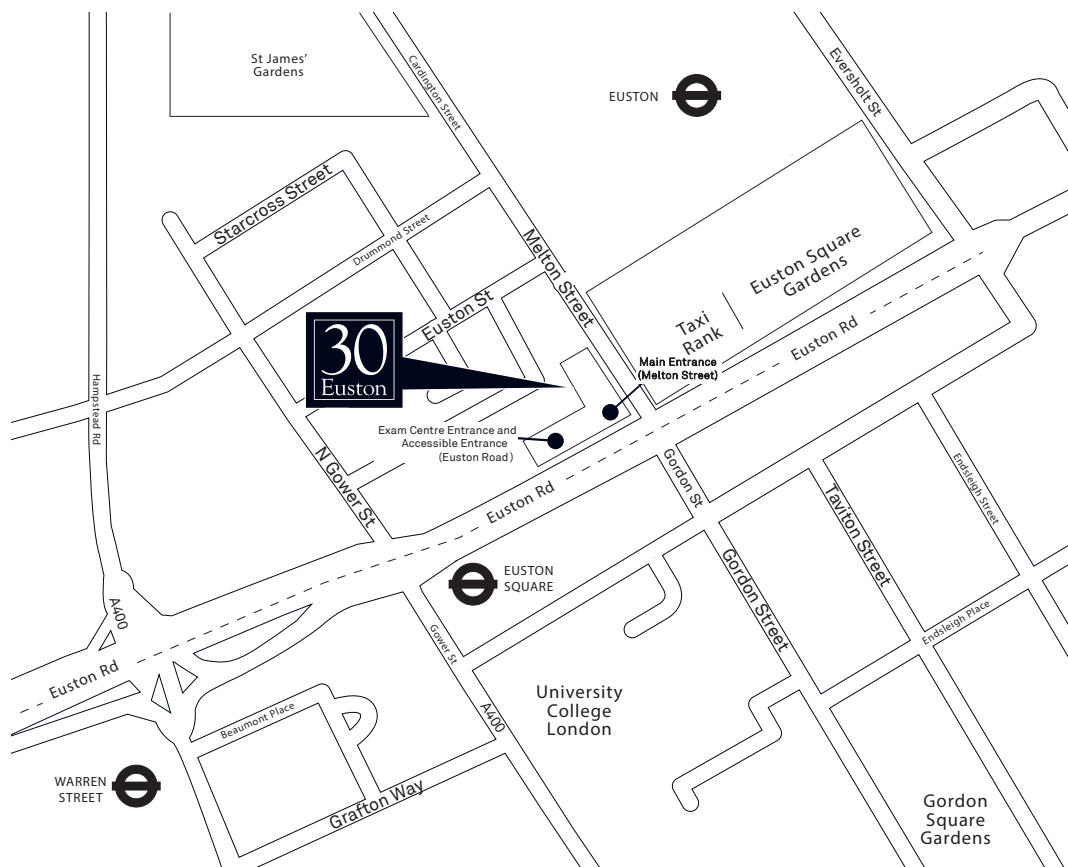 St James'
Gardens
Cardington Street
EUSTON
Eversholt St
Starcross Street
Drummond Street
Melton Street
Euston Square
Gardens
Taxi
Rank
Euston St
30
Euston
Euston Rd
Main Entrance
(Melton Street)
Hampstead Rd
Exam Centre Entrance and
Accessible Entrance
(Euston Road)
N Gower St
Gordon St
Endsleigh Street
Taviton Street
Euston Rd
EUSTON
SQUARE
Gordon Street
A400
Gower St
Endsleigh Place
Euston Rd
University
College
London
A400
Beaumont Place
WARREN
STREET
Grafton Way
Gordon
Square
Gardens